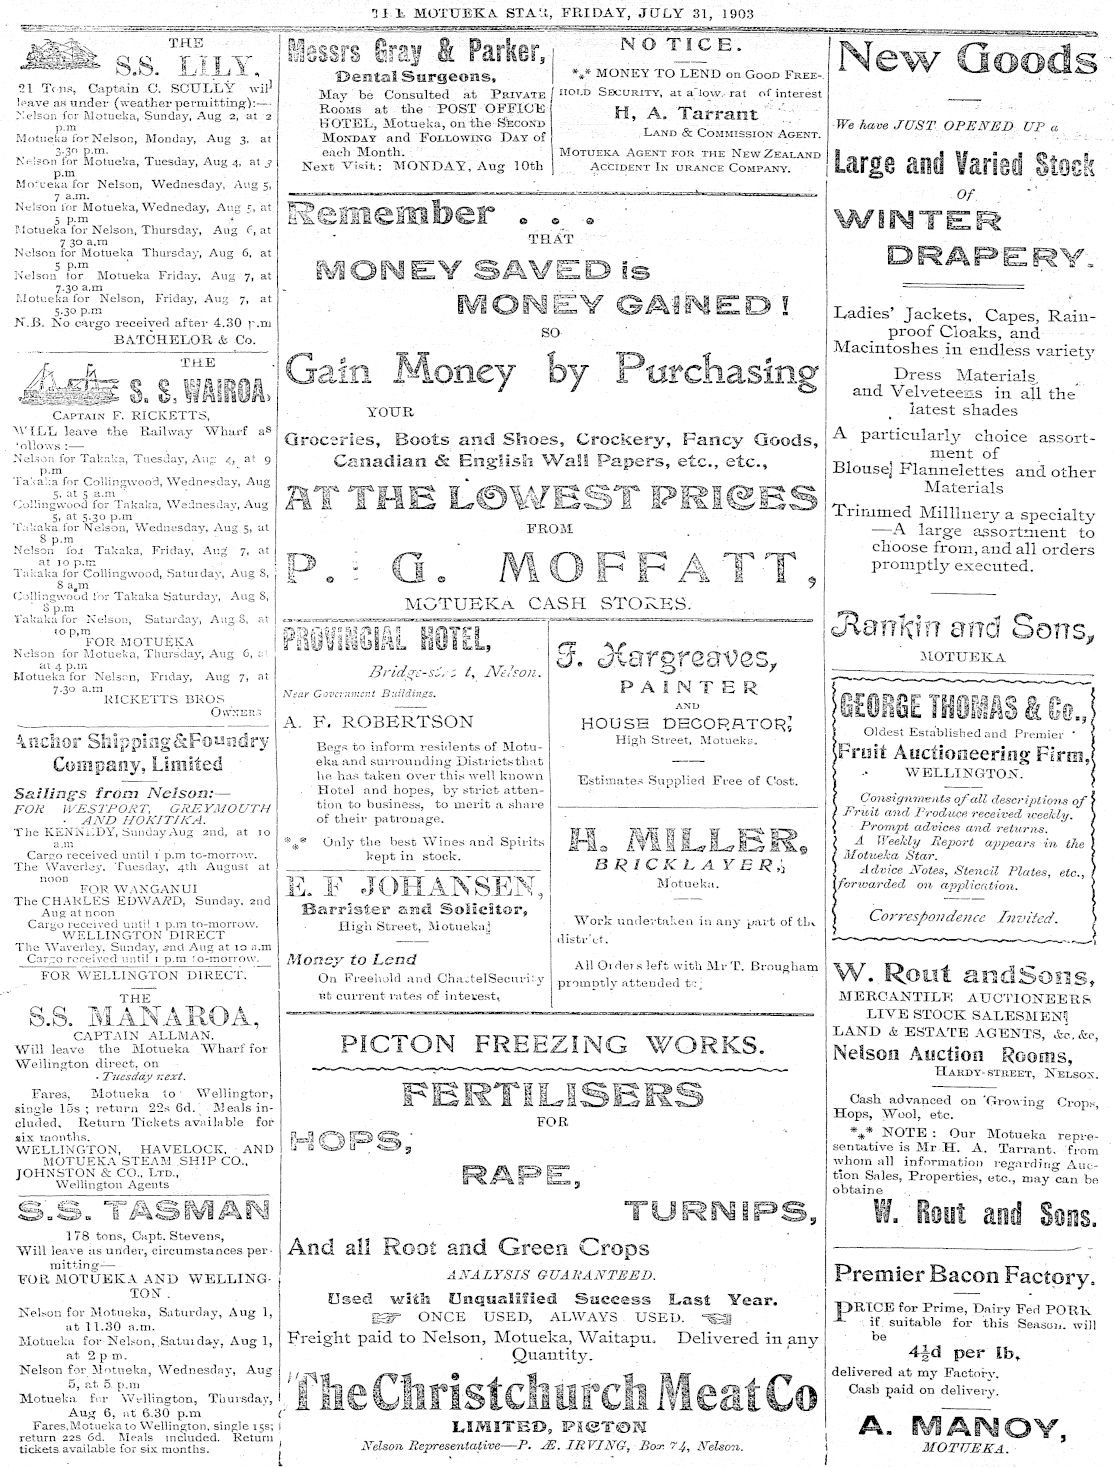 THE MOTUEKA STAR, FRIDAY, JULY 31, 1903
THE
S.S. LILY.
21 Tons, Captain C. SCULLY will
leave as under (weather permitting):—
Nelson for Motueka, Sunday, Aug 2, at 2
p.m
Motueka for Nelson, Monday, Aug 3, at
3.30 p.m.
Nelson for Motueka, Tuesday, Aug 4, at 3
p.m
Motueka for Nelson, Wednesday, Aug 5,
7 a.m.
Nelson for Motueka, Wedneday, Aug 5, at
5 p.m
Motueka for Nelson, Thursday, Aug 6, at
7 30 a.m
Nelson for Motueka Thursday, Aug 6, at
5 p.m
Nelson for Motueka Friday, Aug 7, at
7.30 a.m
Motueka for Nelson, Friday, Aug 7, at
5.30 p.m
N.B. No cargo received after 4.30 p.m
BATCHELOR & Co.
THE
S. S. WAIROA,
CAPTAIN F. RICKETTS,
WILL leave the Railway Wharf as
follows :—
Nelson for Takaka, Tuesday, Aug 4, at 9
p.m
Takaka for Collingwood, Wednesday, Aug
5, at 5 a.m
Collingwood for Takaka, Wednesday, Aug
5, at 5.30 p.m
Takaka for Nelson, Wednesday, Aug 5, at
8 p.m
Nelson for Takaka, Friday, Aug 7, at
at 10 p.m
Takaka for Collingwood, Saturday, Aug 8,
8 a.m
Collingwood for Takaka Saturday, Aug 8,
8 p.m
Takaka for Nelson, Saturday, Aug 8, at
10 p,m
FOR MOTUEKA
Nelson for Motueka, Thursday, Aug 6, at
at 4 p.m
Motueka for Nelson, Friday, Aug 7, at
7.30 a.m
RICKETTS BROS
OWNERS
Anchor Shipping & Foundry
Company, Limited
Sailings from Nelson:—
FOR WESTPORT, GREYMOUTH
AND HOKITIKA.
The KENNEDY, Sunday Aug 2nd, at 10
a.m
Cargo received until 1 p.m to-morrow.
The Waverley, Tuesday, 4th August at
noon
FOR WANGANUI
The CHARLES EDWARD, Sunday, 2nd
Aug at noon
Cargo received until 1 p.m to-morrow.
WELLINGTON DIRECT
The Waverley, Sunday, 2nd Aug at 10 a.m
Cargo received until 1 p.m to-morrow.
FOR WELLINGTON DIRECT.
THE
S.S. MANAROA,
CAPTAIN ALLMAN.
Will leave the Motueka Wharf for
Wellington direct, on
Tuesday next.
Fares, Motueka to Wellington,
single 15s ; return 22s 6d. Meals in-
cluded. Return Tickets available for
six months.
WELLINGTON, HAVELOCK, AND
MOTUEKA STEAM SHIP CO.,
JOHNSTON & CO., LTD.,
Wellington Agents
S.S. TASMAN
178 tons, Capt. Stevens,
Will leave as under, circumstances per-
mitting—
FOR MOTUEKA AND WELLING-
TON .
Nelson for Motueka, Saturday, Aug 1,
at 11.30 a.m.
Motueka for Nelson, Saturday, Aug 1,
at 2 p m.
Nelson for Motueka, Wednesday, Aug
5, at 5 p.m
Motueka for Wellington, Thursday,
Aug 6, at 6.30 p.m
Fares, Motueka to Wellington, single 15s;
return 22s 6d. Meals included. Return
tickets available for six months.
Messrs Gray & Parker,
Dental Surgeons,
May be Consulted at PRIVATE
ROOMS at the POST OFFICE
HOTEL, Motueka, on the SECOND
MONDAY and FOLLOWING DAY of
each Month.
Next Visit: MONDAY, Aug 10th
NOTICE.
*** MONEY TO LEND on GOOD FREE-
HOLD SECURITY, at a low rat of interest
H, A. Tarrant
LAND & COMMISSION AGENT.
MOTUEKA AGENT FOR THE NEW ZEALAND
ACCIDENT IN URANCE COMPANY.
Remember . . .
THAT
MONEY SAVED is
MONEY GAINED !
SO
Gain Money by Purchasing
YOUR
Groceries, Boots and Shoes, Crockery, Fancy Goods,
Canadian & English Wall Papers, etc., etc.,
AT THE LOWEST PRICES
FROM
P. G. MOFFATT,
MOTUEKA CASH STORES.
PROVINCIAL HOTEL,
Bridge-street, Nelson.
Near Government Buildings.
A. F. ROBERTSON
Begs to inform residents of Motu-
eka and surrounding Districts that
he has taken over this well known
Hotel and hopes, by strict atten-
tion to business, to merit a share
of their patronage.
*** Only the best Wines and Spirits
kept in stock.
E. F JOHANSEN,
Barrister and Solicitor,
High Street, Motueka
Money to Lend
On Freehold and Chattel Security
at current rates of interest,
J. Hargreaves,
PAINTER
AND
HOUSE DECORATOR,
High Street, Motueka.
Estimates Supplied Free of Cost.
H. MILLER,
BRICKLAYER,
Motueka.
Work undertaken in any part of the
district.
All Orders left with Mr T. Brougham
promptly attended to
PICTON FREEZING WORKS.
FERTILISERS
FOR
HOPS,
RAPE,
TURNIPS,
And all Root and Green Crops
ANALYSIS GUARANTEED.
Used with Unqualified Success Last Year.
ONCE USED, ALWAYS USED.
Freight paid to Nelson, Motueka, Waitapu. Delivered in any
Quantity.
The Christchurch Meat Co
LIMITED, PICTON
Nelson Representative—P. Æ. IRVING, Box 74, Nelson.
New Goods
We have JUST OPENED UP a
Large and Varied Stock
Of
WINTER
DRAPERY.
Ladies' Jackets, Capes, Rain-
proof Cloaks, and
Macintoshes in endless variety
Dress Materials
and Velveteens in all the
latest shades
A particularly choice assort-
ment of
Blouse Flannelettes and other
Materials
Trimmed Millinery a specialty
—A large assortment to
choose from, and all orders
promptly executed.
Rankin and Sons,
MOTUEKA
GEORGE THOMAS & Co.,
Oldest Established and Premier
Fruit Auctioneering Firm,
WELLINGTON.
Consignments of all descriptions of
Fruit and Produce received weekly.
Prompt advices and returns.
A Weekly Report appears in the
Motueka Star.
Advice Notes, Stencil Plates, etc.,
forwarded on application.
Correspondence Invited.
W. Rout and Sons,
MERCANTILE AUCTIONEERS
LIVE STOCK SALESMEN
LAND & ESTATE AGENTS, &c. &c,
Nelson Auction Rooms,
HARDY-STREET, NELSON.
Cash advanced on Growing Crops,
Hops, Wool, etc.
*** NOTE : Our Motueka repre-
sentative is Mr H. A. Tarrant. from
whom all information regarding Auc-
tion Sales, Properties, etc., may can be
obtaine
W. Rout and Sons.
Premier Bacon Factory.
PRICE for Prime, Dairy Fed PORK
if suitable for this Season. will
be
4½d per lb,
delivered at my Factory.
Cash paid on delivery.
A. MANOY,
MOTUEKA.